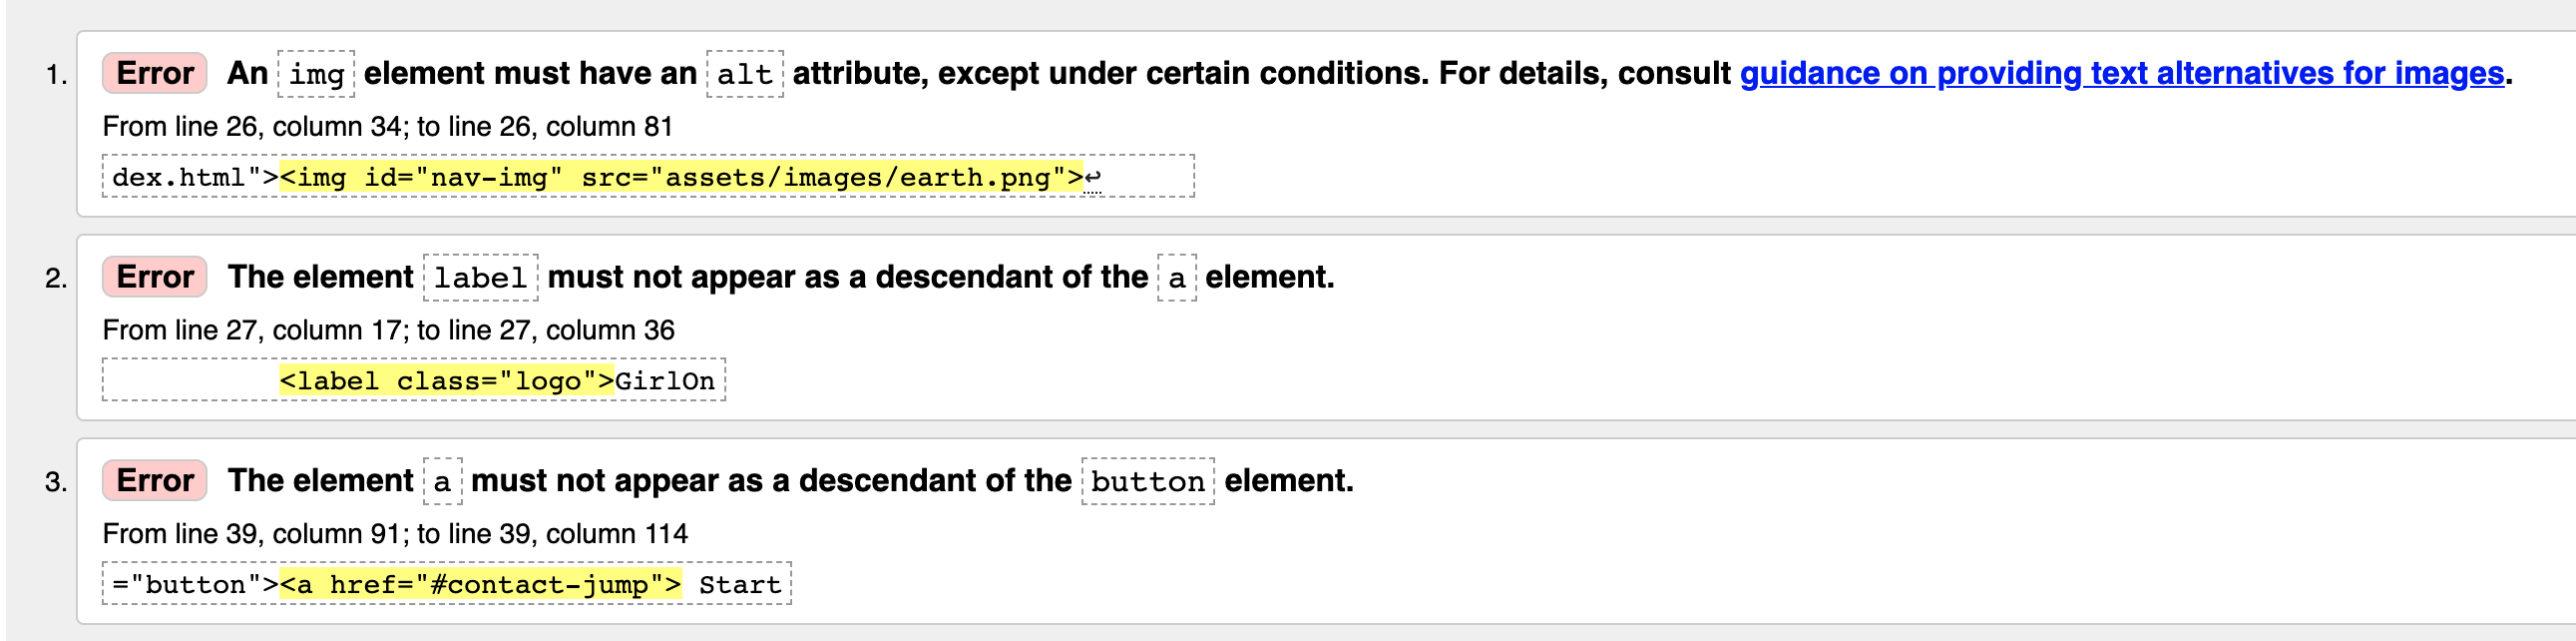 1. Error An img element must have an alt attribute, except under certain conditions. For details, consult guidance on providing text alternatives for images.
From line 26, column 34; to line 26, column 81
dex.html"><img id="nav-img" src="assets/images/earth.png">↩
2. Error The element label must not appear as a descendant of the a element.
From line 27, column 17; to line 27, column 36
<label class="logo">GirlOn
3. Error The element a must not appear as a descendant of the button element.
From line 39, column 91; to line 39, column 114
="button"><a href="#contact-jump"> Start